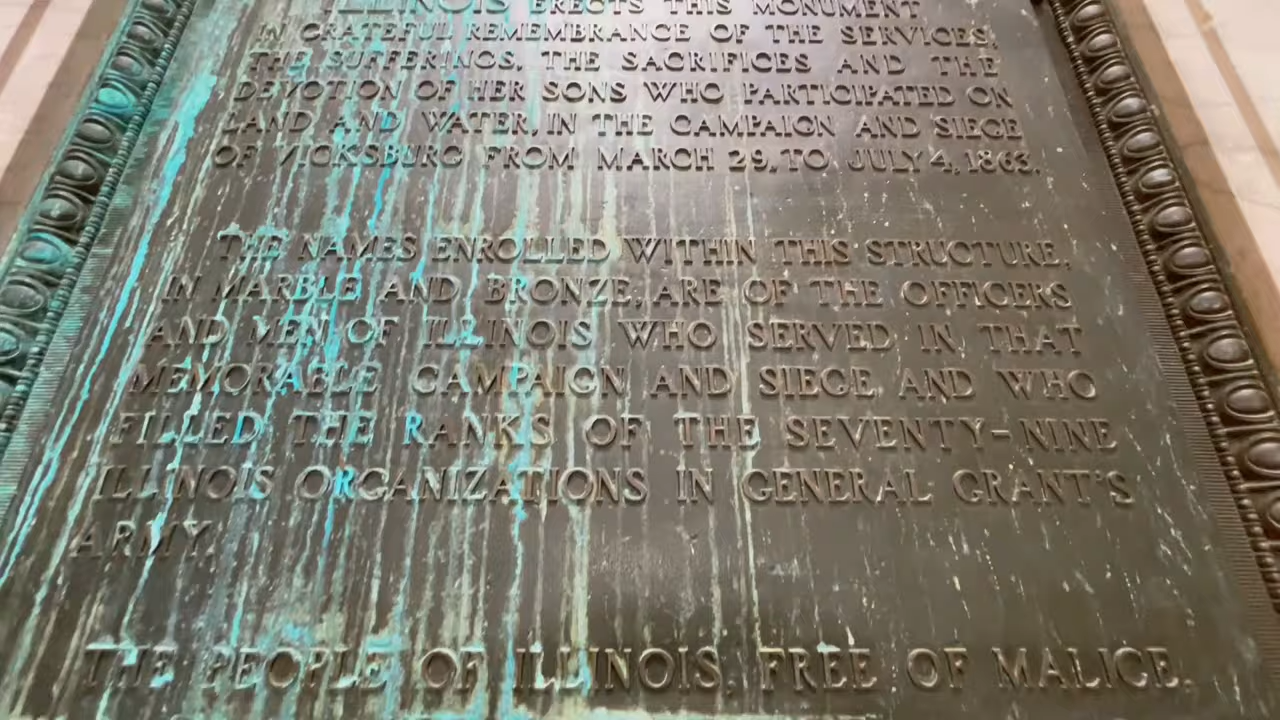 ILLINOIS ERECTS THIS MONUMENT
IN GRATEFUL REMEMBRANCE OF THE SERVICES,
THE SUFFERINGS, THE SACRIFICES AND THE
DEVOTION OF HER SONS WHO PARTICIPATED ON
LAND AND WATER, IN THE CAMPAIGN AND SIEGE
OF VICKSBURG FROM MARCH 29, TO JULY 4, 1863.
THE NAMES ENROLLED WITHIN THIS STRUCTURE,
IN MARBLE AND BRONZE, ARE OF THE OFFICERS
AND MEN OF ILLINOIS WHO SERVED IN THAT
MEMORABLE CAMPAIGN AND SIEGE AND WHO
FILLED THE RANKS OF THE SEVENTY-NINE
ILLINOIS ORGANIZATIONS IN GENERAL GRANT'S
ARMY.
THE PEOPLE OF ILLINOIS, FREE OF MALICE,